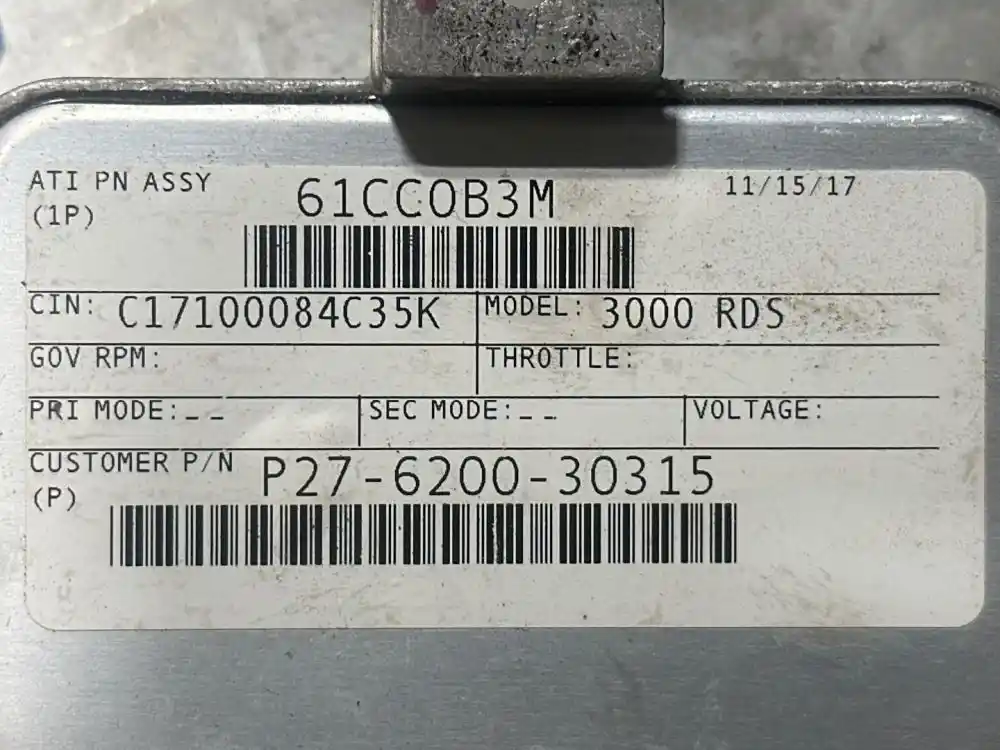 ATI PN ASSY 61CC0B3M 11/15/17
(1P)
CIN: C17100084C35K MODEL: 3000 RDS
GOV RPM: THROTTLE:
PRI MODE:_ _ SEC MODE:_ _ VOLTAGE:
CUSTOMER P/N P27-6200-30315
(P)